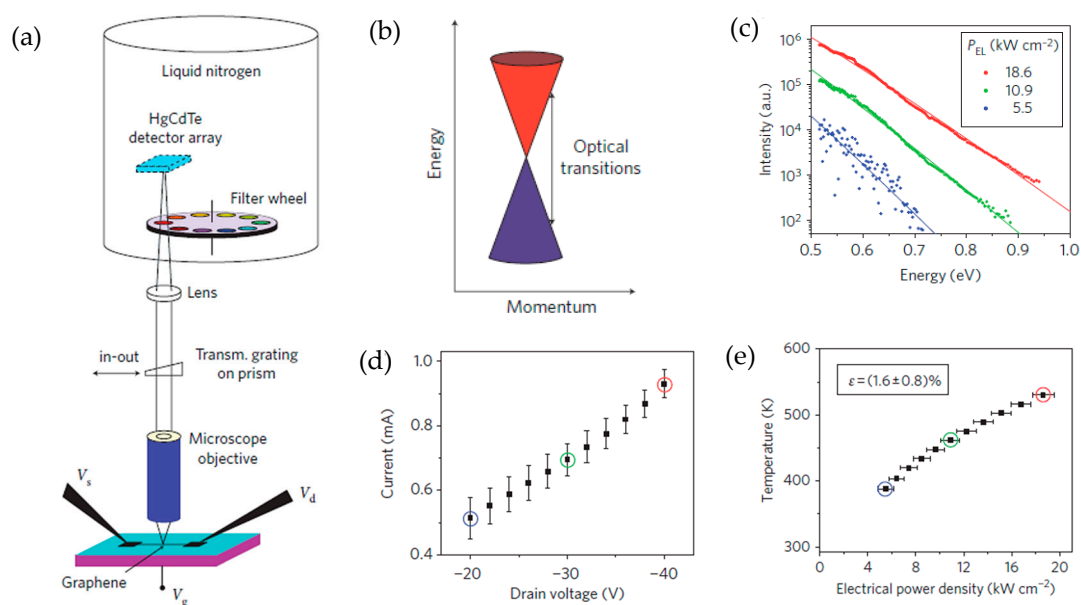 (a)
Liquid nitrogen
HgCdTe
detector array
Filter wheel
Lens
in-out
Transm. grating
on prism
Microscope
objective
Vs
Vd
Graphene
Vg
(b)
Energy
Optical
transitions
Momentum
(c)
10⁶
10⁵
10⁴
10³
10²
Intensity (a.u.)
P_EL (kW cm⁻²)
18.6
10.9
5.5
0.5 0.6 0.7 0.8 0.9 1.0
Energy (eV)
(d)
1.0
0.8
0.6
0.4
Current (mA)
−20 −30 −40
Drain voltage (V)
(e)
600
500
400
300
Temperature (K)
ε = (1.6 ± 0.8)%
0 4 8 12 16 20
Electrical power density (kW cm⁻²)